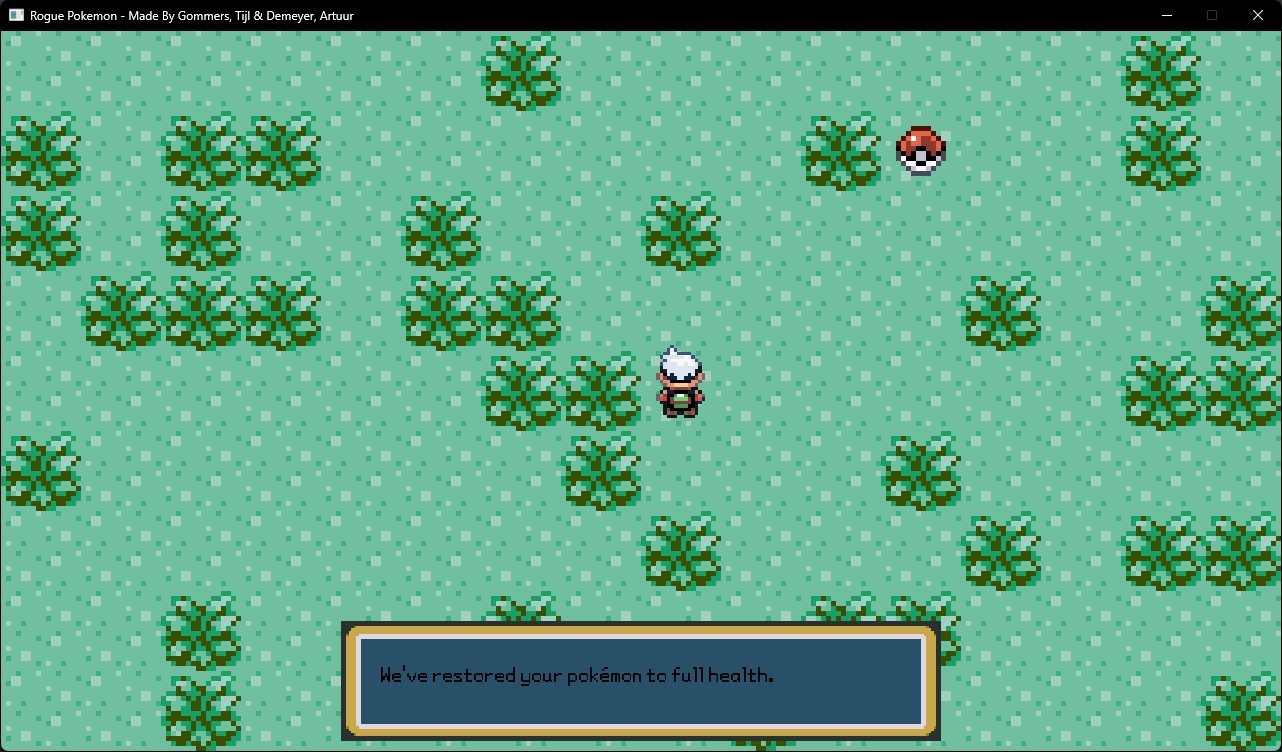 Rogue Pokemon - Made By Gommers, Tijl & Demeyer, Artuur
We've restored your pokémon to full health.